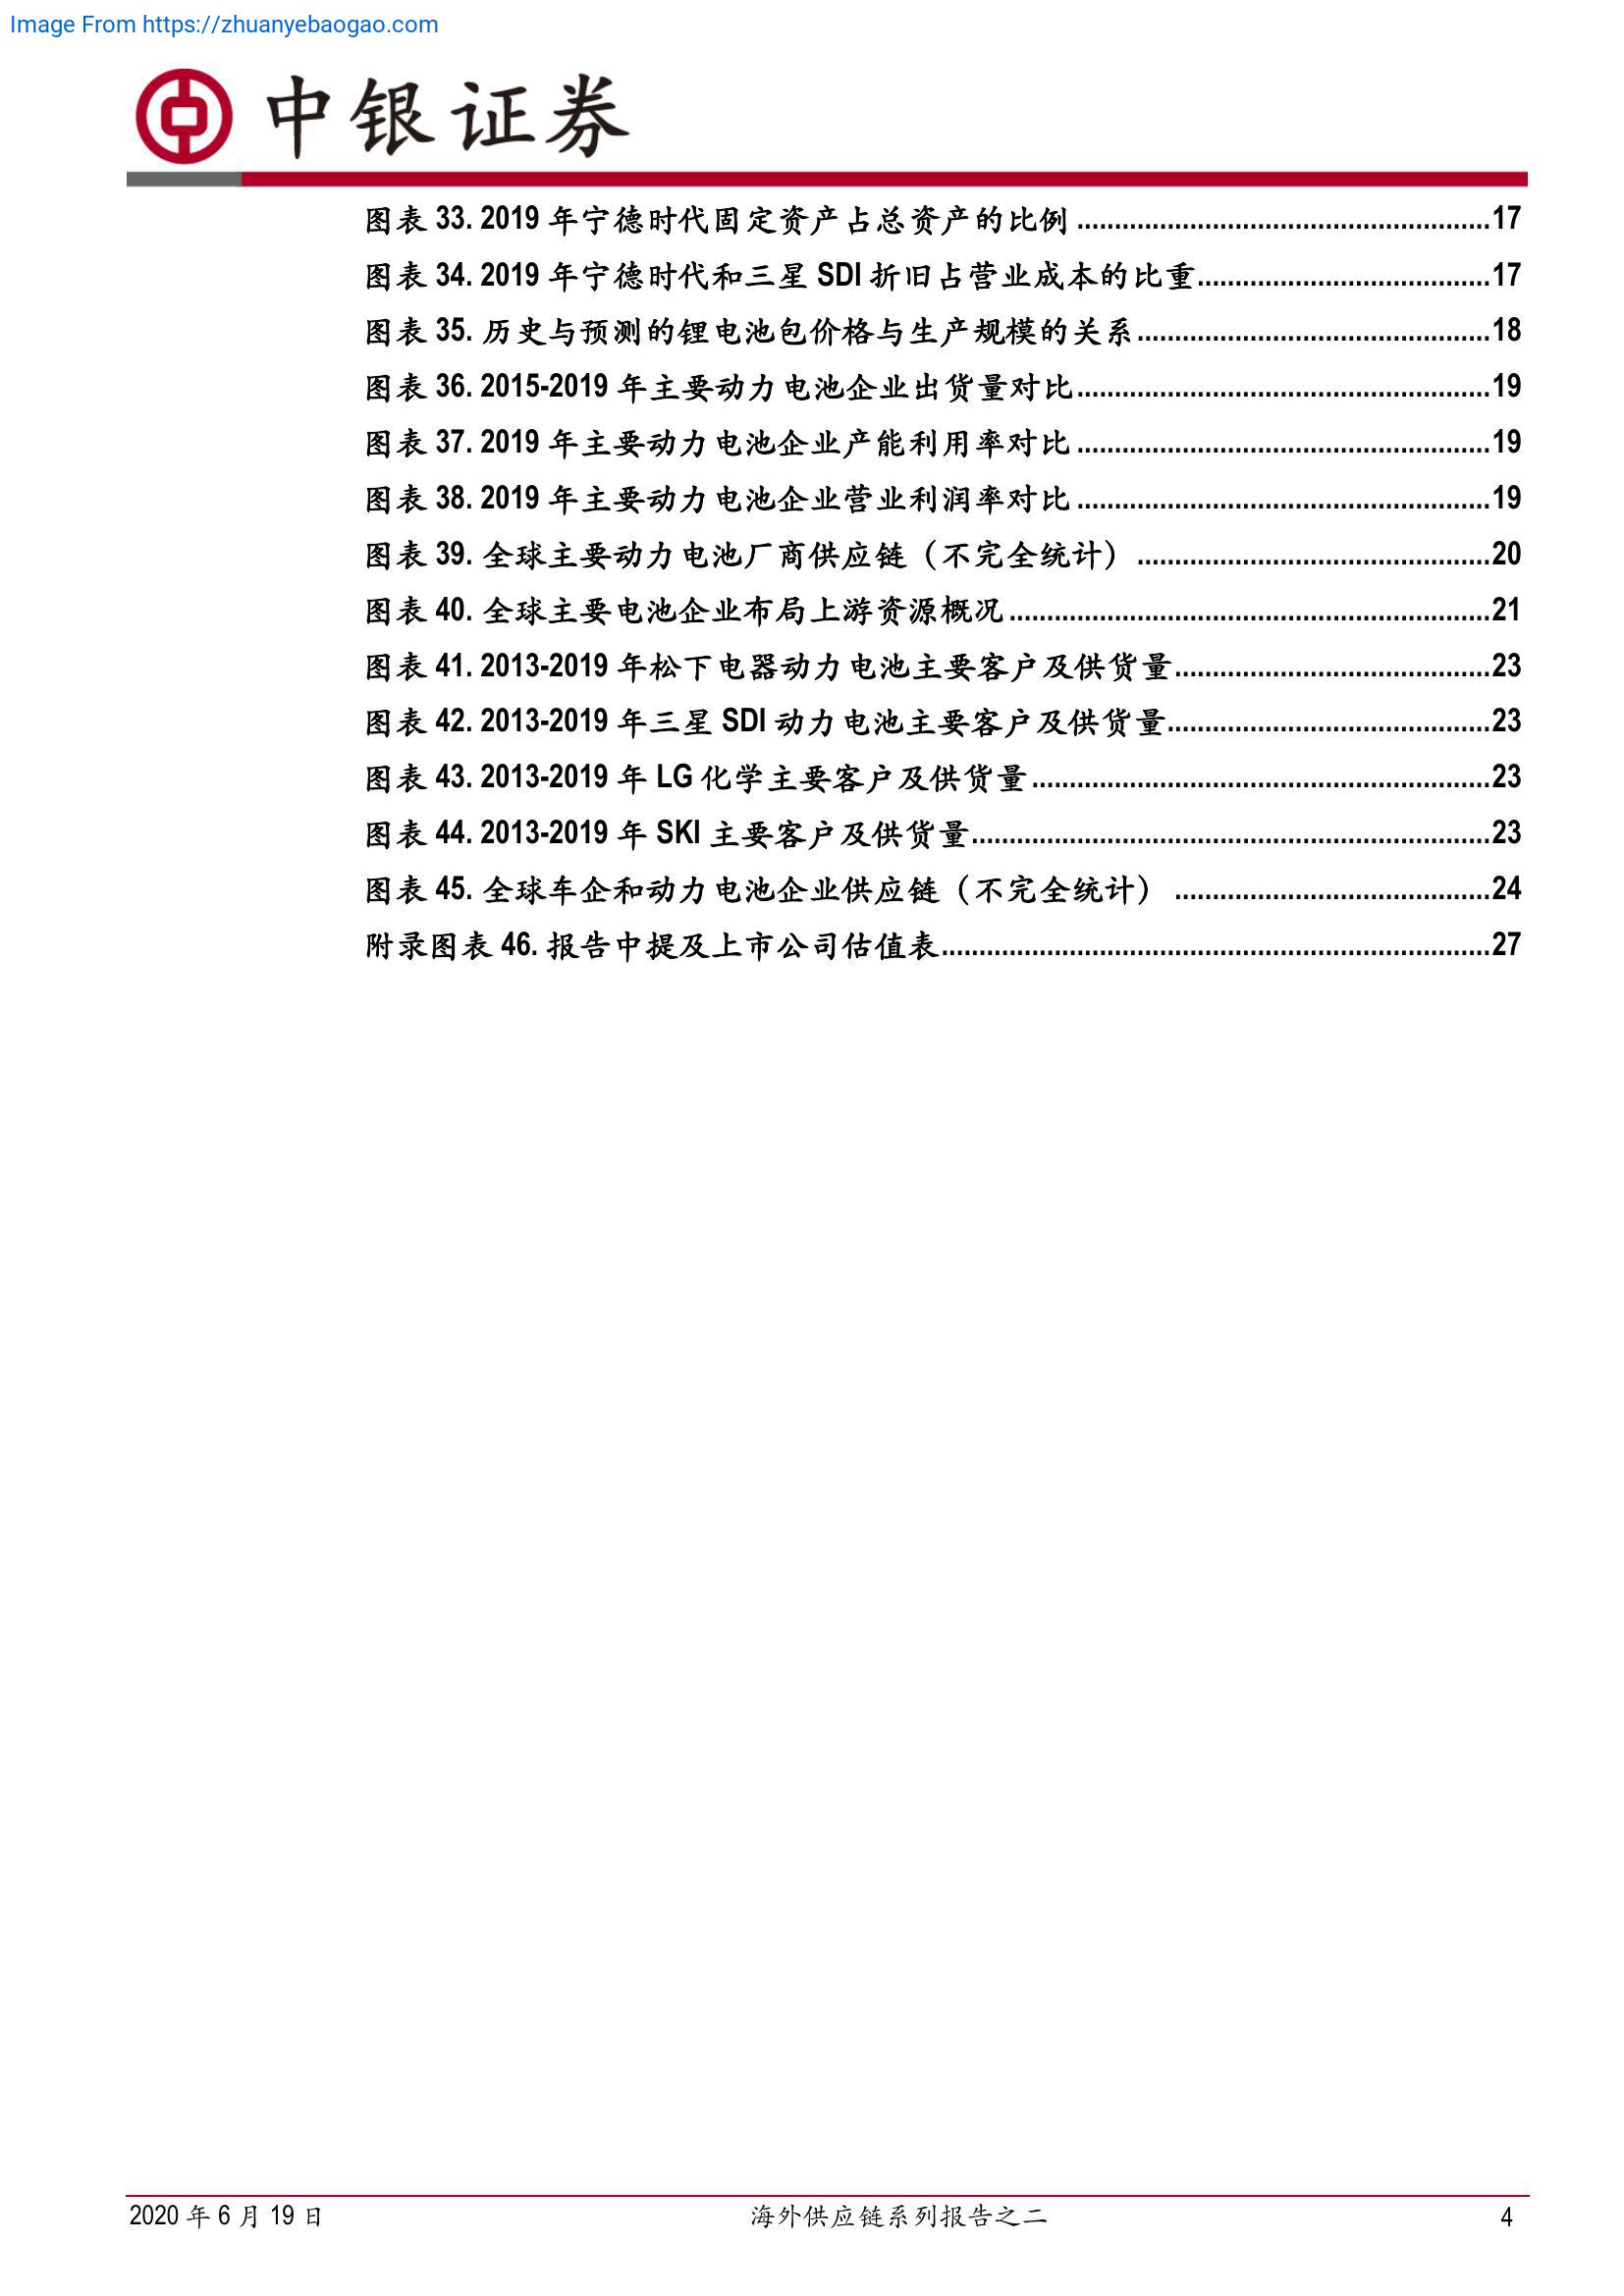 Image From https://zhuanyebaogao.com
中银证券
图表 33. 2019 年宁德时代固定资产占总资产的比例 ........................................................17
图表 34. 2019 年宁德时代和三星 SDI 折旧占营业成本的比重........................................17
图表 35. 历史与预测的锂电池包价格与生产规模的关系................................................18
图表 36. 2015-2019 年主要动力电池企业出货量对比........................................................19
图表 37. 2019 年主要动力电池企业产能利用率对比 ........................................................19
图表 38. 2019 年主要动力电池企业营业利润率对比 ........................................................19
图表 39. 全球主要动力电池厂商供应链（不完全统计） ................................................20
图表 40. 全球主要电池企业布局上游资源概况.................................................................21
图表 41. 2013-2019 年松下电器动力电池主要客户及供货量...........................................23
图表 42. 2013-2019 年三星 SDI 动力电池主要客户及供货量............................................23
图表 43. 2013-2019 年 LG 化学主要客户及供货量..............................................................23
图表 44. 2013-2019 年 SKI 主要客户及供货量......................................................................23
图表 45. 全球车企和动力电池企业供应链（不完全统计） ...........................................24
附录图表 46. 报告中提及上市公司估值表..........................................................................27
2020 年 6 月 19 日
海外供应链系列报告之二
4